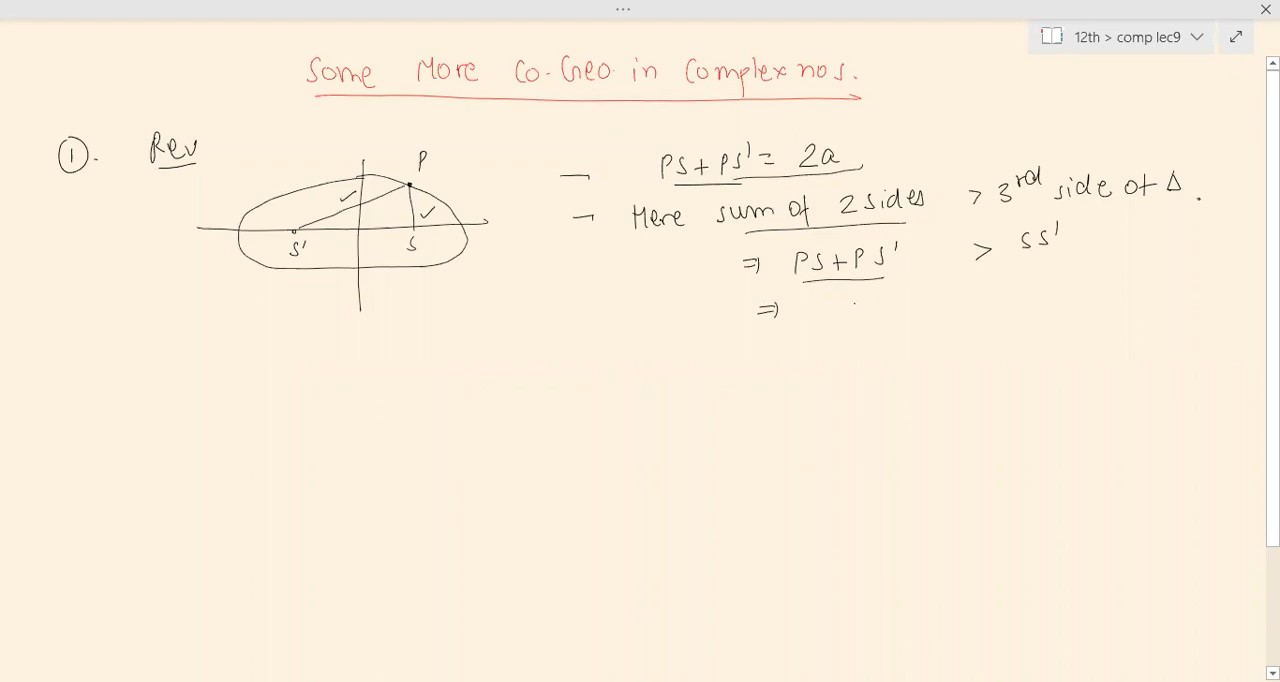 12th > comp lec9
Some More Co-Geo in Complex nos.
①. Rev
P
S' S
¬ PS + PS' = 2a
¬ Here sum of 2 sides > 3rd side of Δ.
⇒ PS + PS' > SS'
⇒